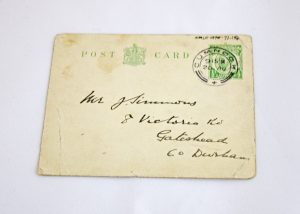 POST CARD
Mr J. Simmons
8 Victoria Rd
Gateshead
Co Durham